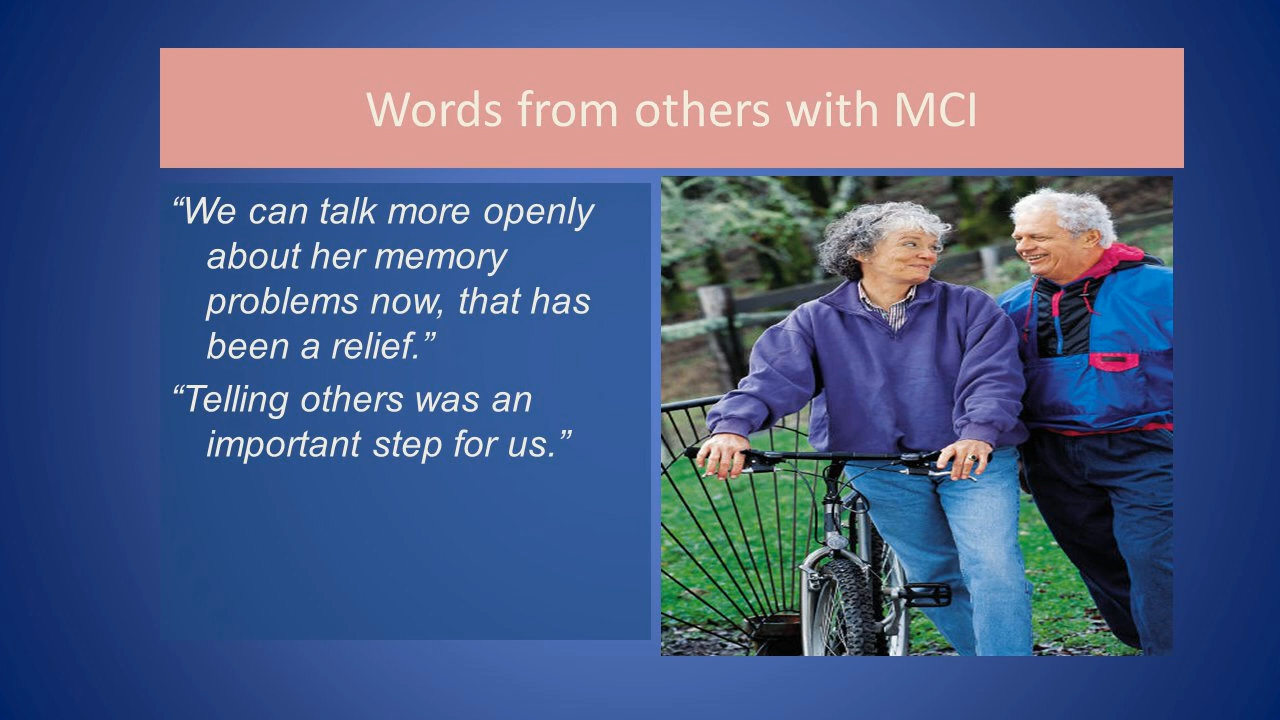 Words from others with MCI
“We can talk more openly
about her memory
problems now, that has
been a relief.”
“Telling others was an
important step for us.”